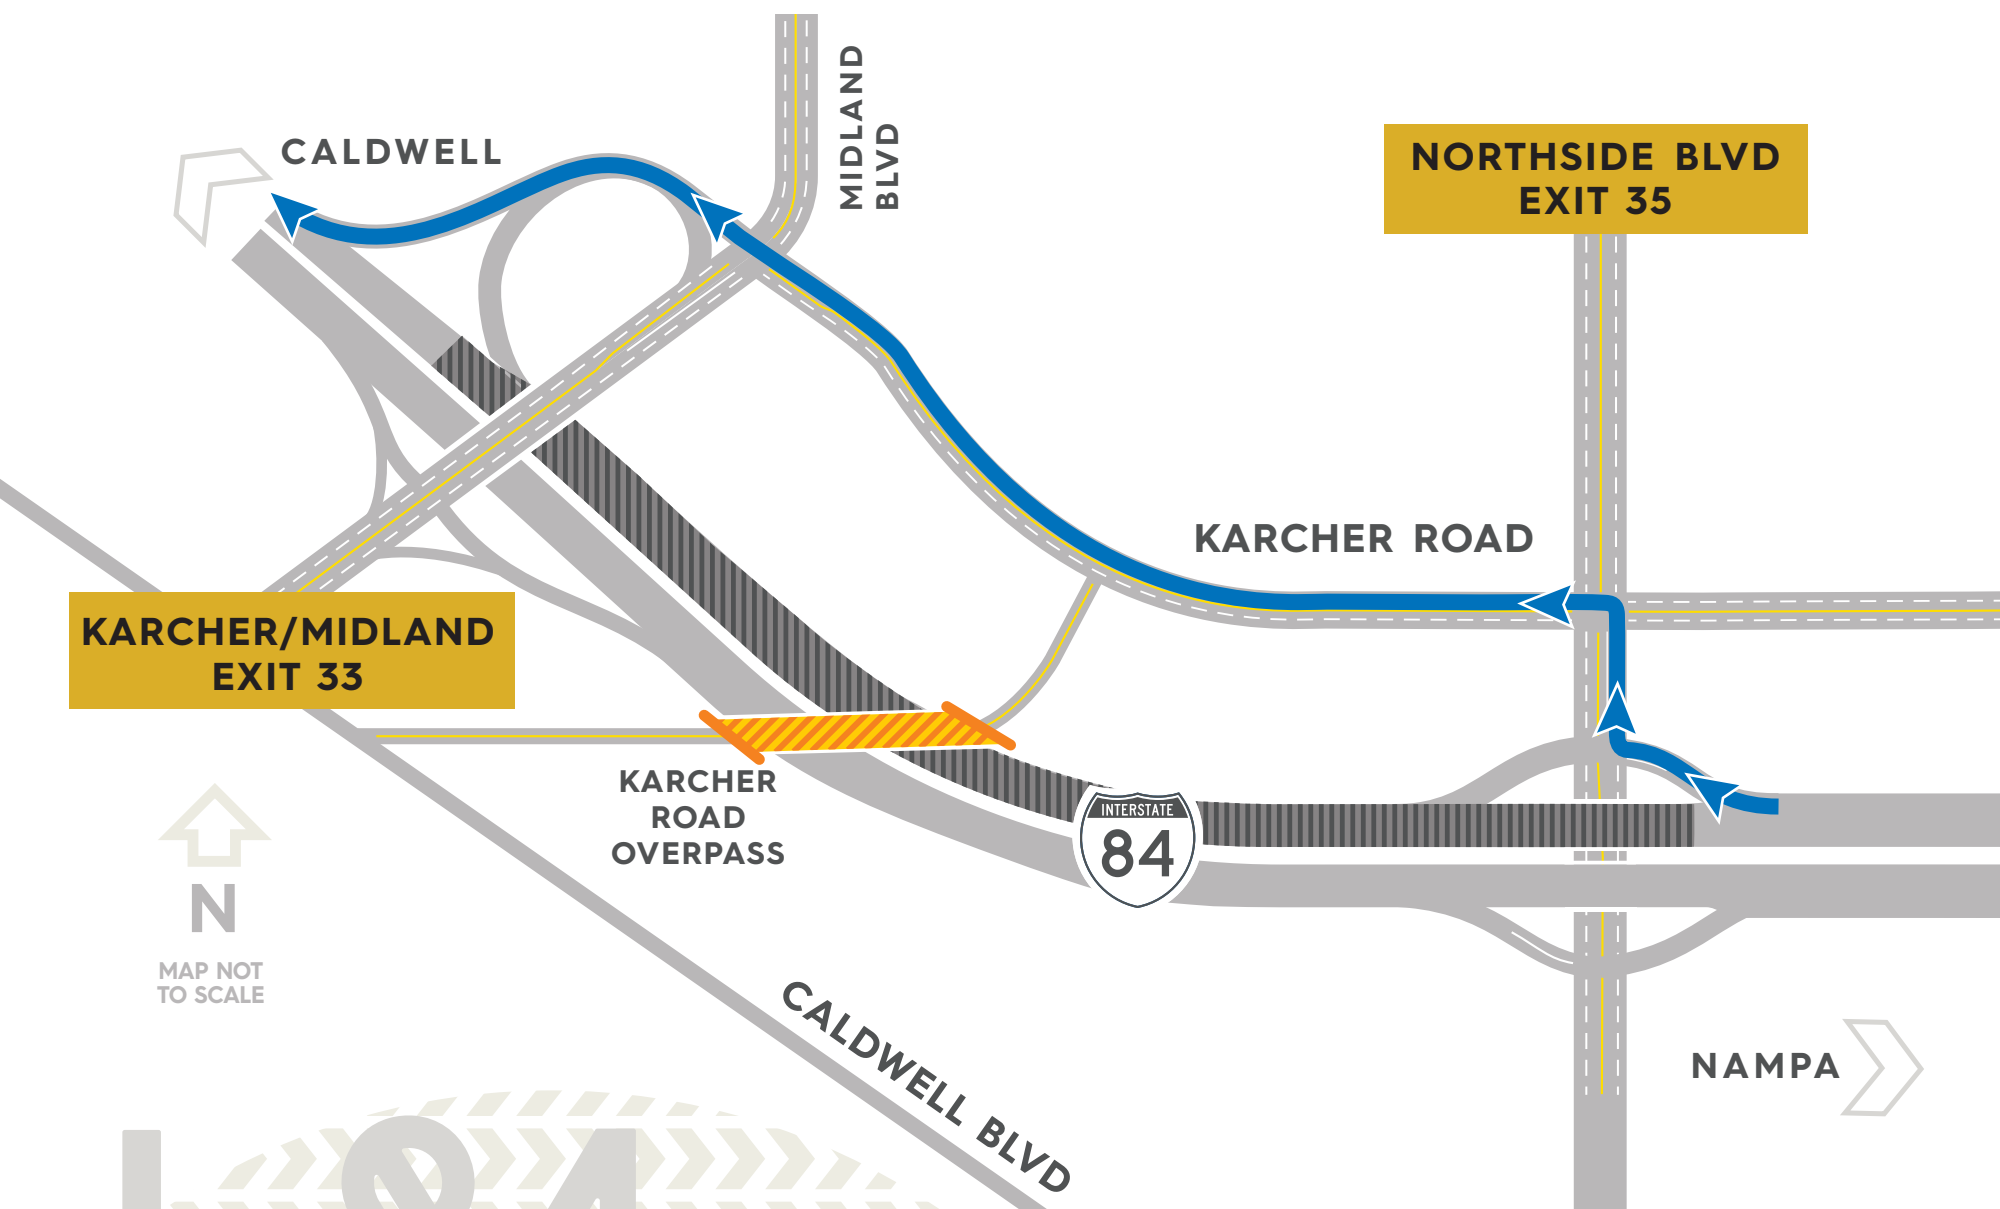 MIDLAND
BLVD
CALDWELL
NORTHSIDE BLVD
EXIT 35
KARCHER ROAD
KARCHER/MIDLAND
EXIT 33
KARCHER
ROAD
OVERPASS
INTERSTATE
84
N
MAP NOT
TO SCALE
CALDWELL BLVD
NAMPA